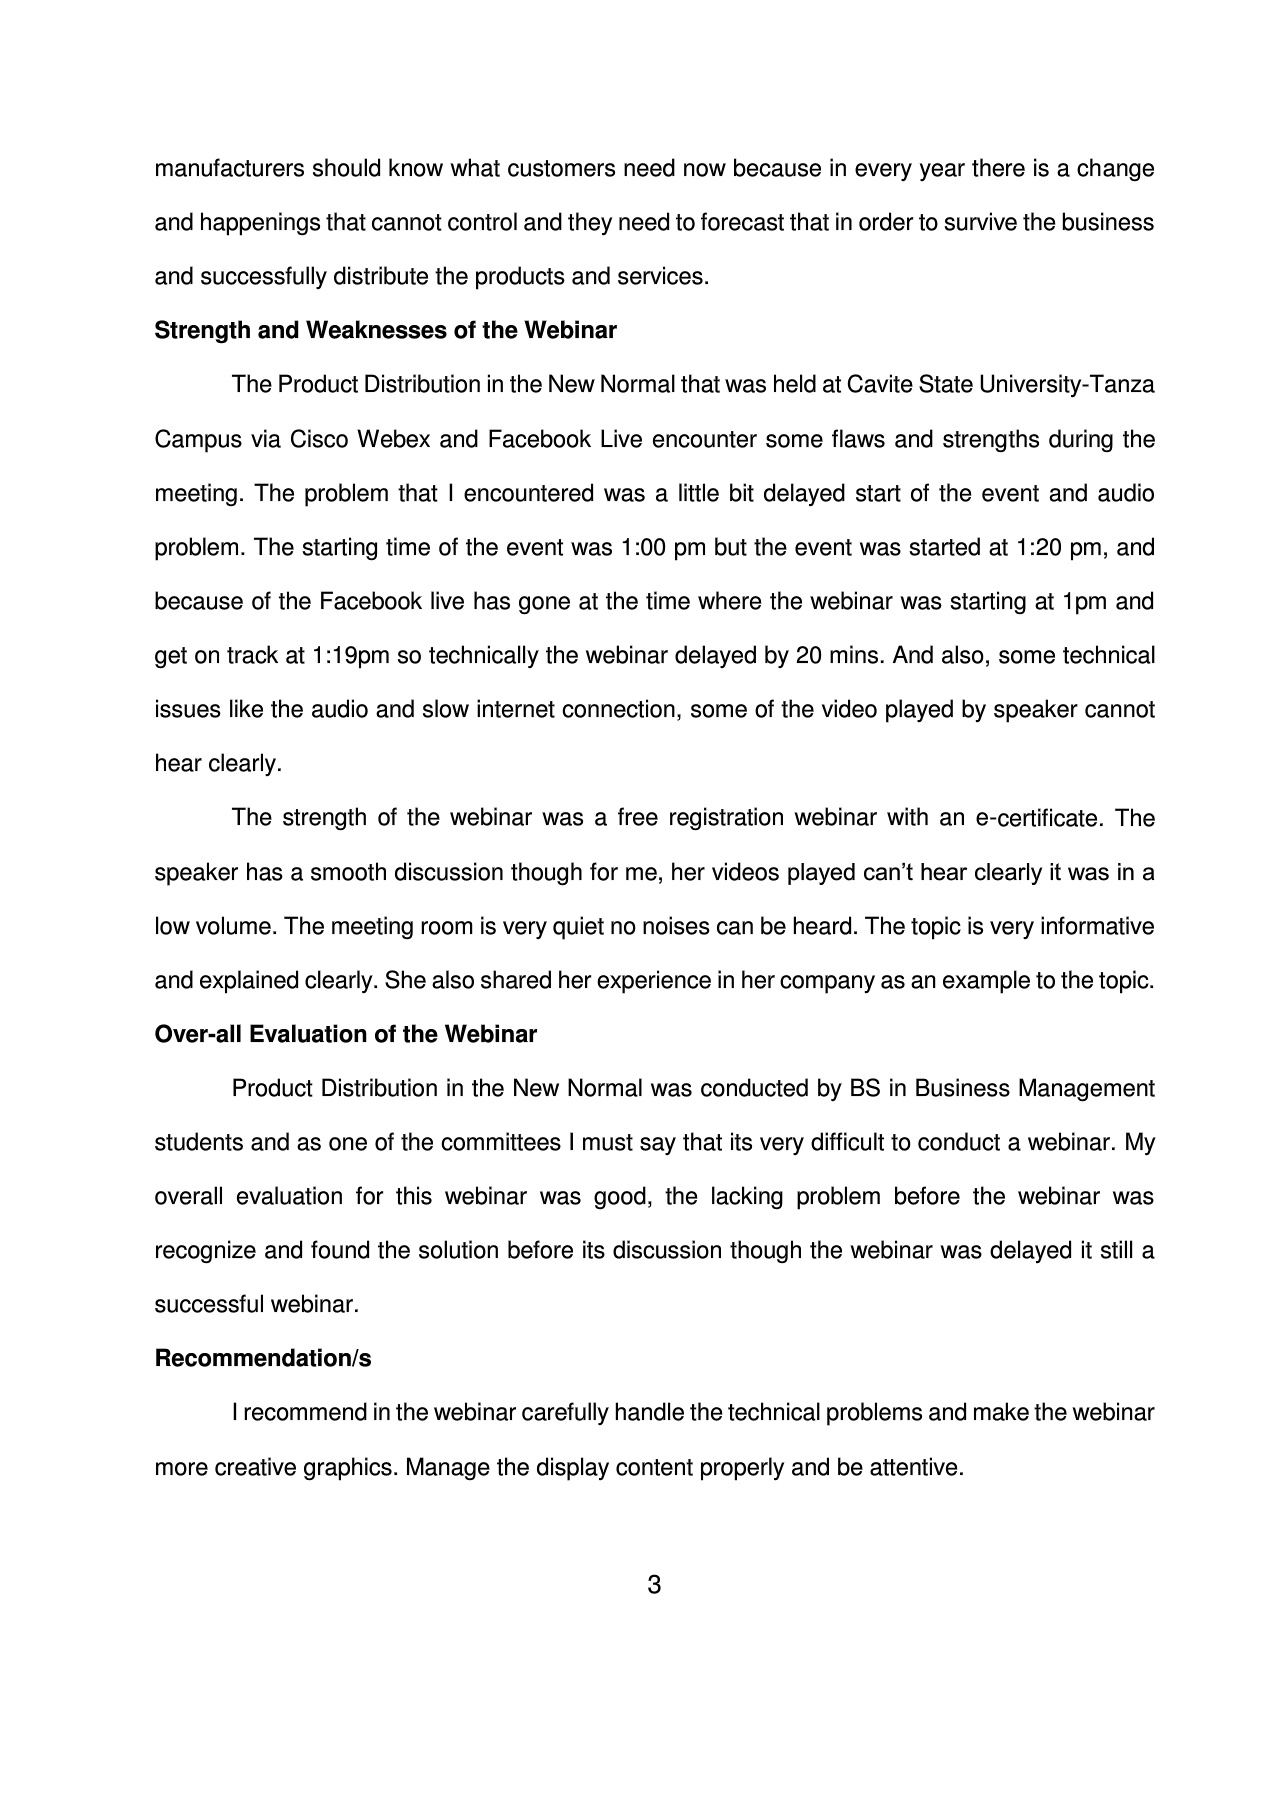 manufacturers should know what customers need now because in every year there is a change
and happenings that cannot control and they need to forecast that in order to survive the business
and successfully distribute the products and services.
Strength and Weaknesses of the Webinar
The Product Distribution in the New Normal that was held at Cavite State University-Tanza
Campus via Cisco Webex and Facebook Live encounter some flaws and strengths during the
meeting. The problem that I encountered was a little bit delayed start of the event and audio
problem. The starting time of the event was 1:00 pm but the event was started at 1:20 pm, and
because of the Facebook live has gone at the time where the webinar was starting at 1pm and
get on track at 1:19pm so technically the webinar delayed by 20 mins. And also, some technical
issues like the audio and slow internet connection, some of the video played by speaker cannot
hear clearly.
The strength of the webinar was a free registration webinar with an e-certificate. The
speaker has a smooth discussion though for me, her videos played can’t hear clearly it was in a
low volume. The meeting room is very quiet no noises can be heard. The topic is very informative
and explained clearly. She also shared her experience in her company as an example to the topic.
Over-all Evaluation of the Webinar
Product Distribution in the New Normal was conducted by BS in Business Management
students and as one of the committees I must say that its very difficult to conduct a webinar. My
overall evaluation for this webinar was good, the lacking problem before the webinar was
recognize and found the solution before its discussion though the webinar was delayed it still a
successful webinar.
Recommendation/s
I recommend in the webinar carefully handle the technical problems and make the webinar
more creative graphics. Manage the display content properly and be attentive.
3